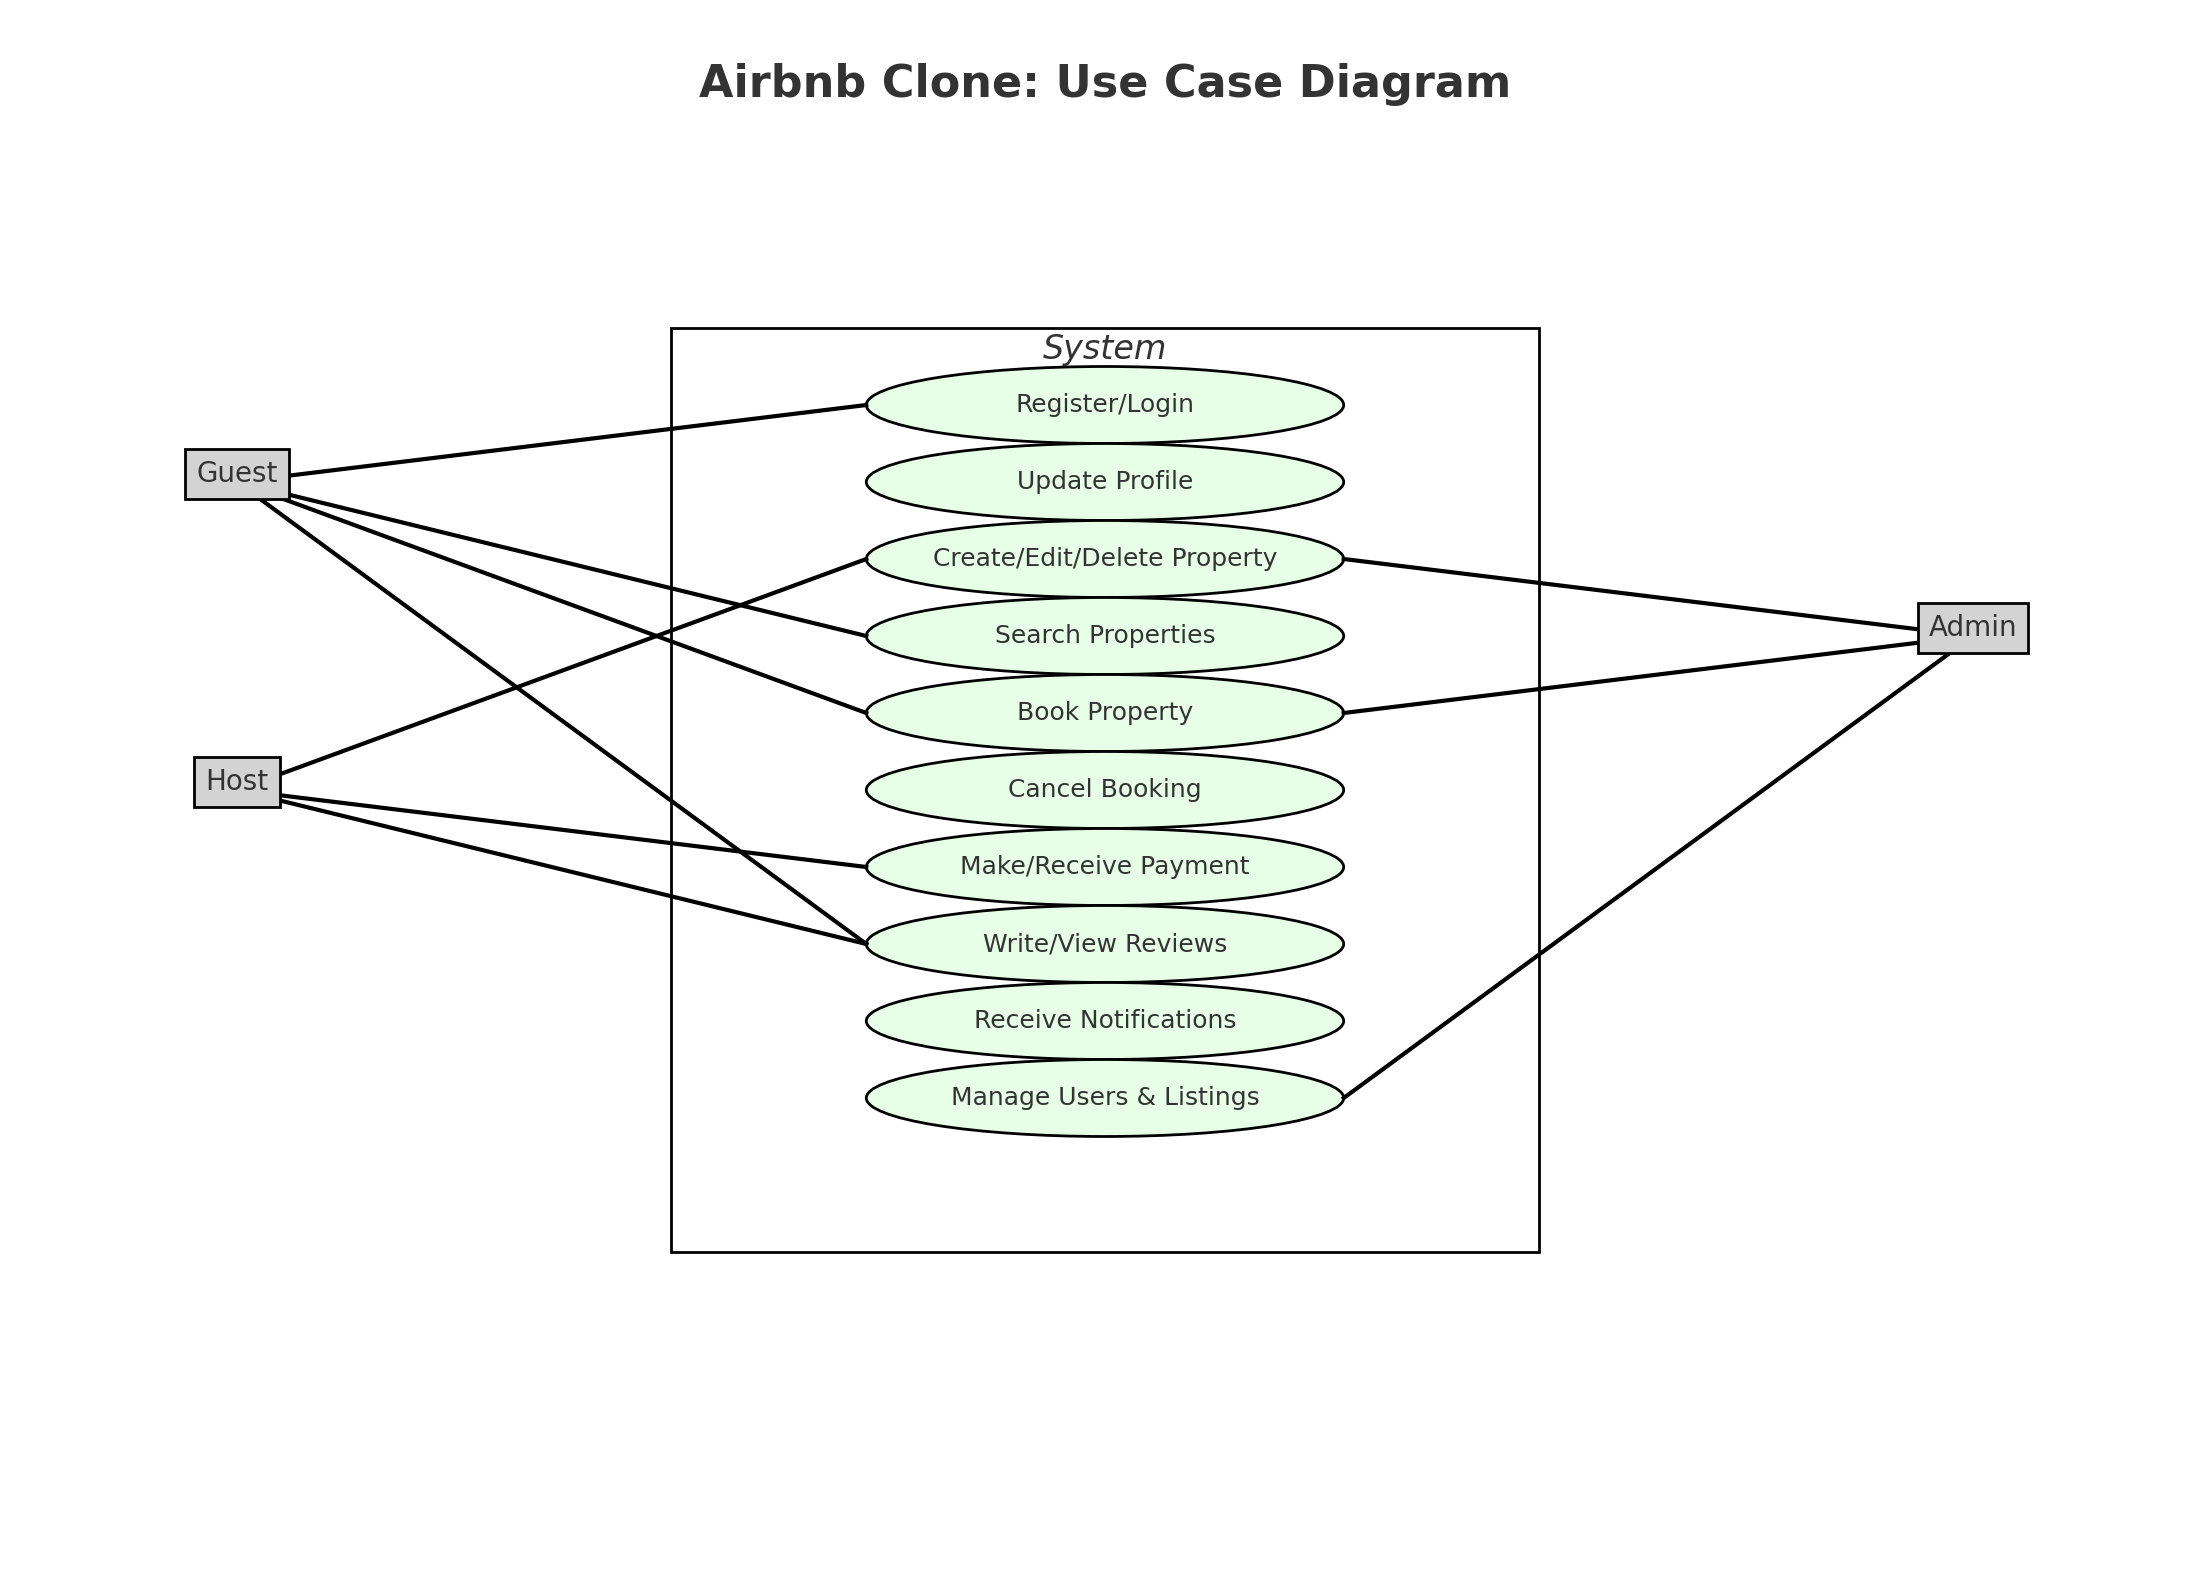 Airbnb Clone: Use Case Diagram
System
Register/Login
Guest
Update Profile
Create/Edit/Delete Property
Search Properties
Admin
Book Property
Host
Cancel Booking
Make/Receive Payment
Write/View Reviews
Receive Notifications
Manage Users & Listings